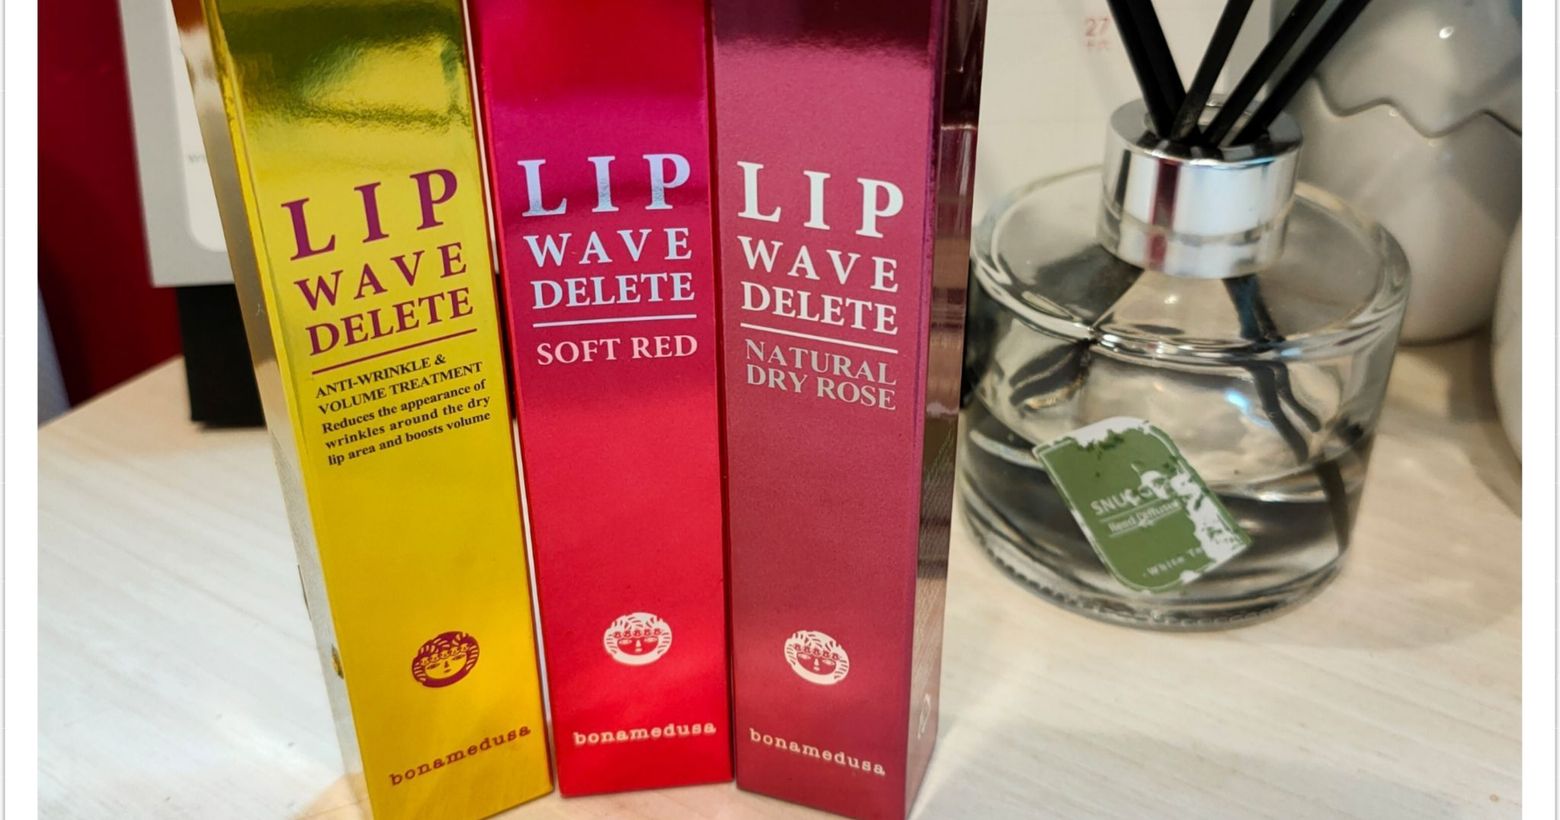 LIP
WAVE
DELETE
ANTI-WRINKLE &
VOLUME TREATMENT
Reduces the appearance of
wrinkles around the dry
lip area and boosts volume
bonamedusa
LIP
WAVE
DELETE
SOFT RED
bonamedusa
LIP
WAVE
DELETE
NATURAL
DRY ROSE
bonamedusa
27
Reed Diffuser
White